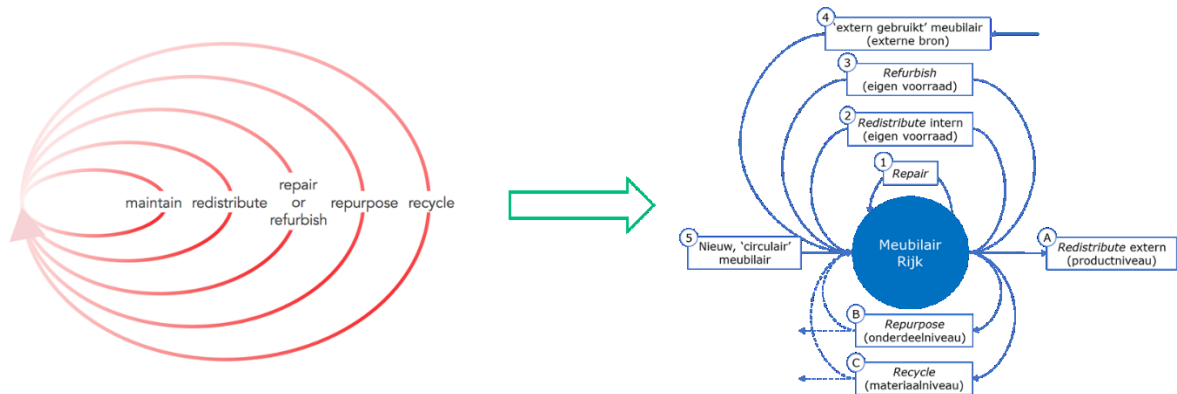 maintain
redistribute
repair
or
refurbish
repurpose
recycle
4
'extern gebruikt' meubilair
(externe bron)
3
Refurbish
(eigen voorraad)
2
Redistribute intern
(eigen voorraad)
1
Repair
5
Nieuw, 'circulair'
meubilair
Meubilair
Rijk
A
Redistribute extern
(productniveau)
B
Repurpose
(onderdeelniveau)
C
Recycle
(materiaalniveau)